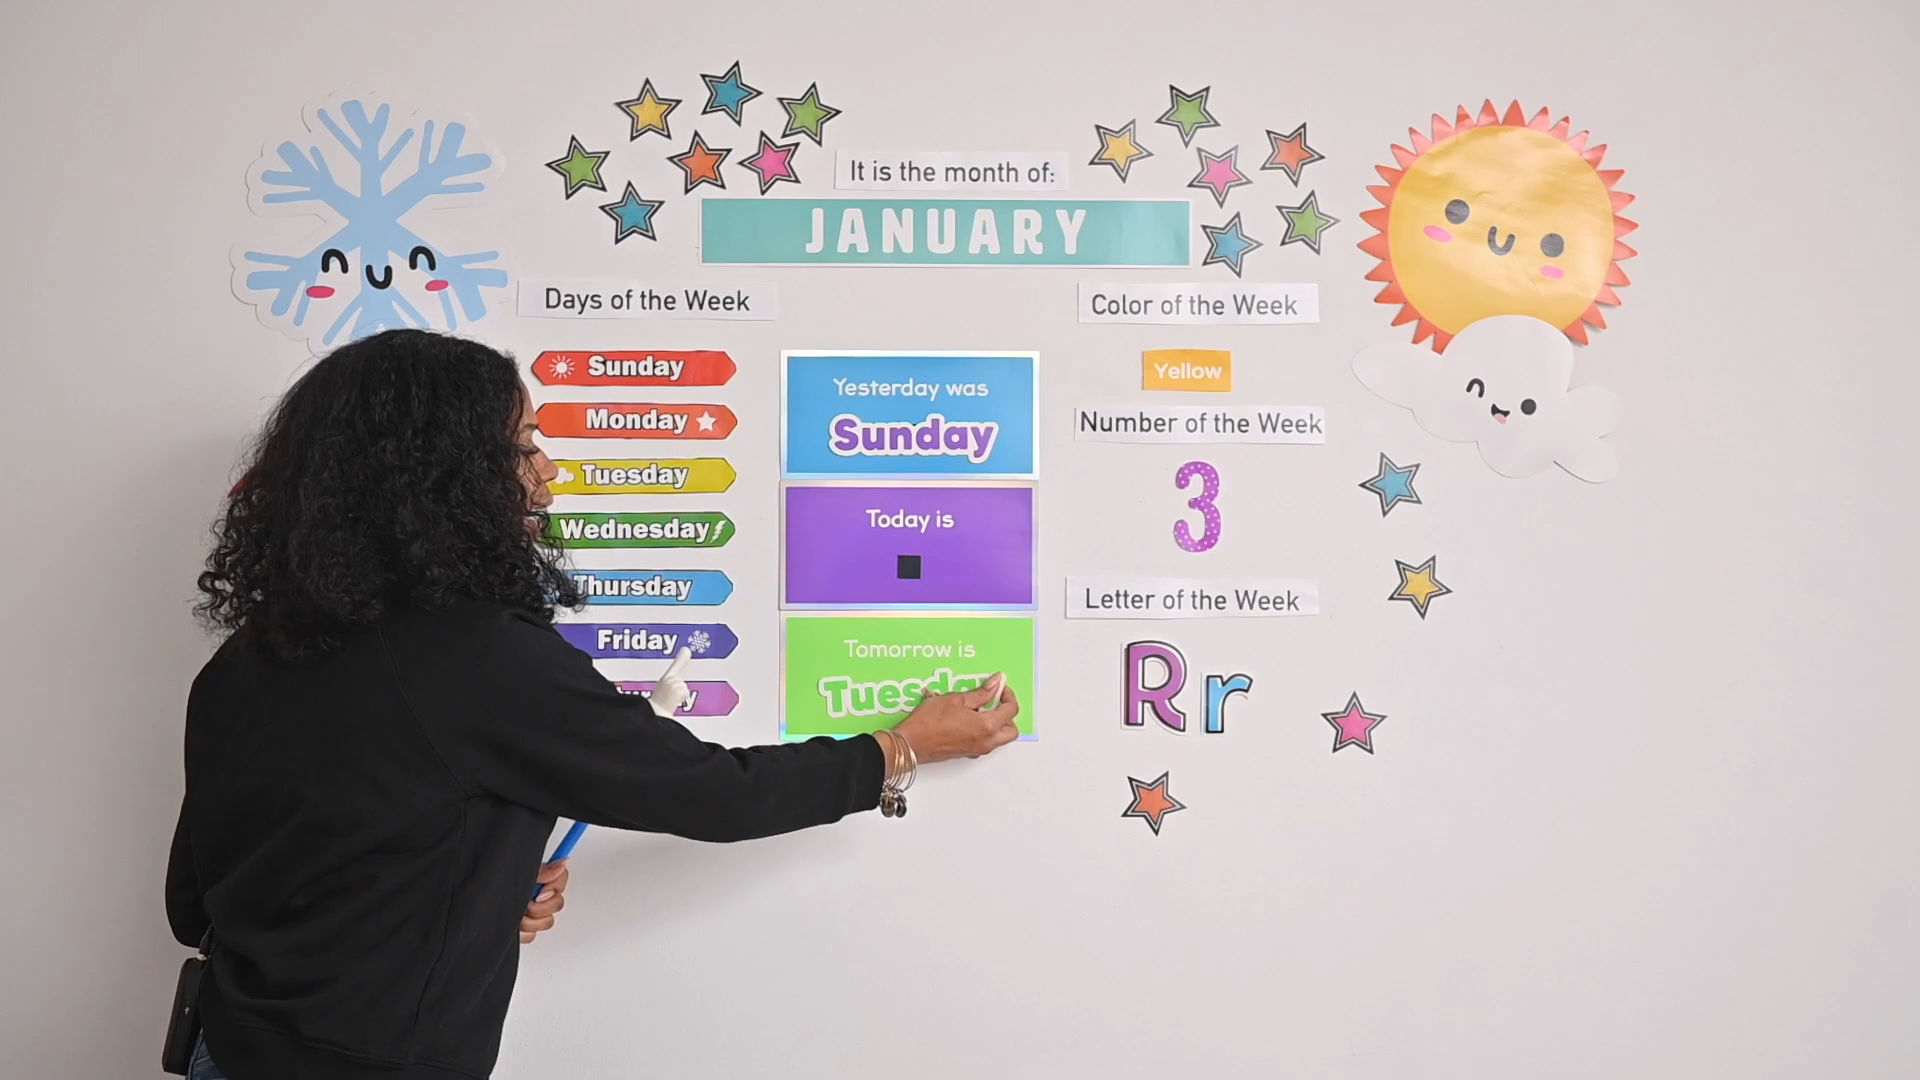 It is the month of:
JANUARY
Days of the Week
Sunday
Monday
Tuesday
Wednesday
Thursday
Friday
Yesterday was
Sunday
Today is
Tomorrow is
Tuesday
Color of the Week
Yellow
Number of the Week
3
Letter of the Week
Rr